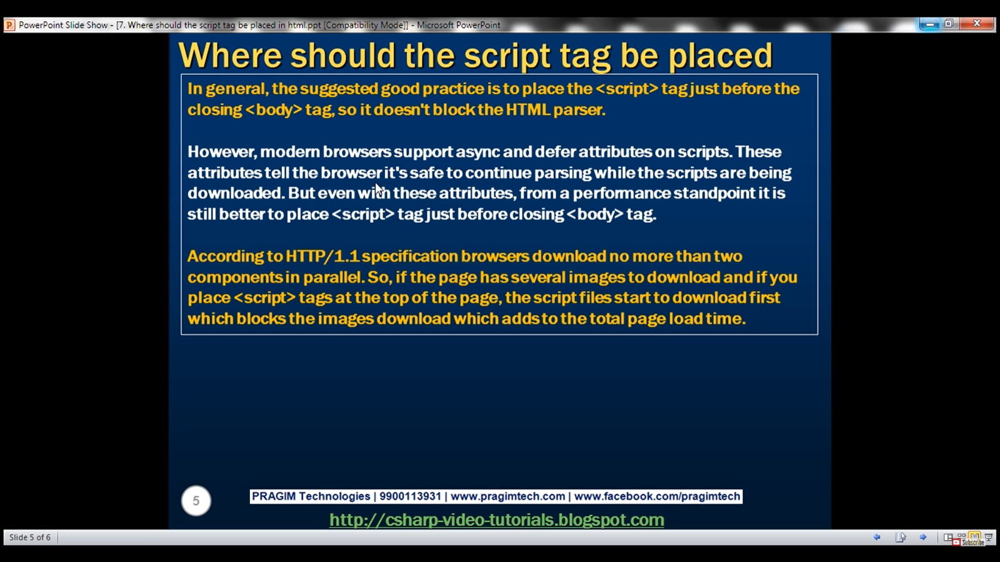 PowerPoint Slide Show - [7. Where should the script tag be placed in html.ppt [Compatibility Mode]] - Microsoft PowerPoint
Where should the script tag be placed
In general, the suggested good practice is to place the <script> tag just before the
closing <body> tag, so it doesn't block the HTML parser.
However, modern browsers support async and defer attributes on scripts. These
attributes tell the browser it's safe to continue parsing while the scripts are being
downloaded. But even with these attributes, from a performance standpoint it is
still better to place <script> tag just before closing <body> tag.
According to HTTP/1.1 specification browsers download no more than two
components in parallel. So, if the page has several images to download and if you
place <script> tags at the top of the page, the script files start to download first
which blocks the images download which adds to the total page load time.
5
PRAGIM Technologies | 9900113931 | www.pragimtech.com | www.facebook.com/pragimtech
http://csharp-video-tutorials.blogspot.com
Slide 5 of 6
Subscribe